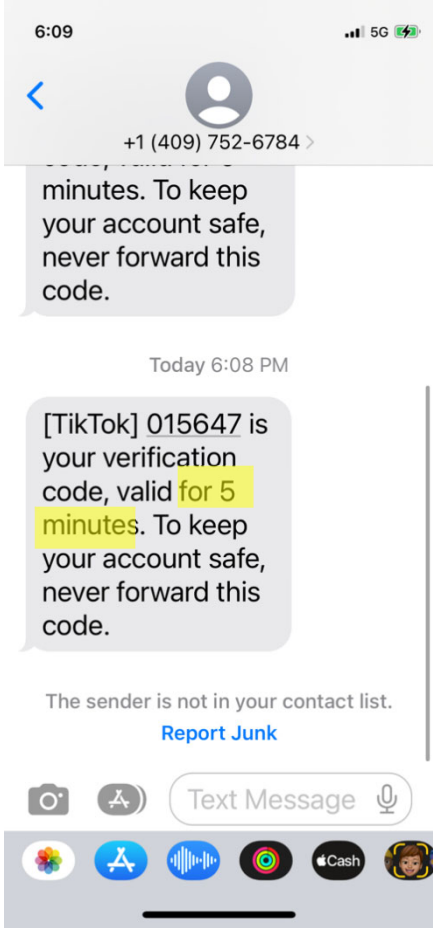 6:09
5G
+1 (409) 752-6784 >
minutes. To keep
your account safe,
never forward this
code.
Today 6:08 PM
[TikTok] 015647 is
your verification
code, valid for 5
minutes. To keep
your account safe,
never forward this
code.
The sender is not in your contact list.
Report Junk
Text Message
Cash